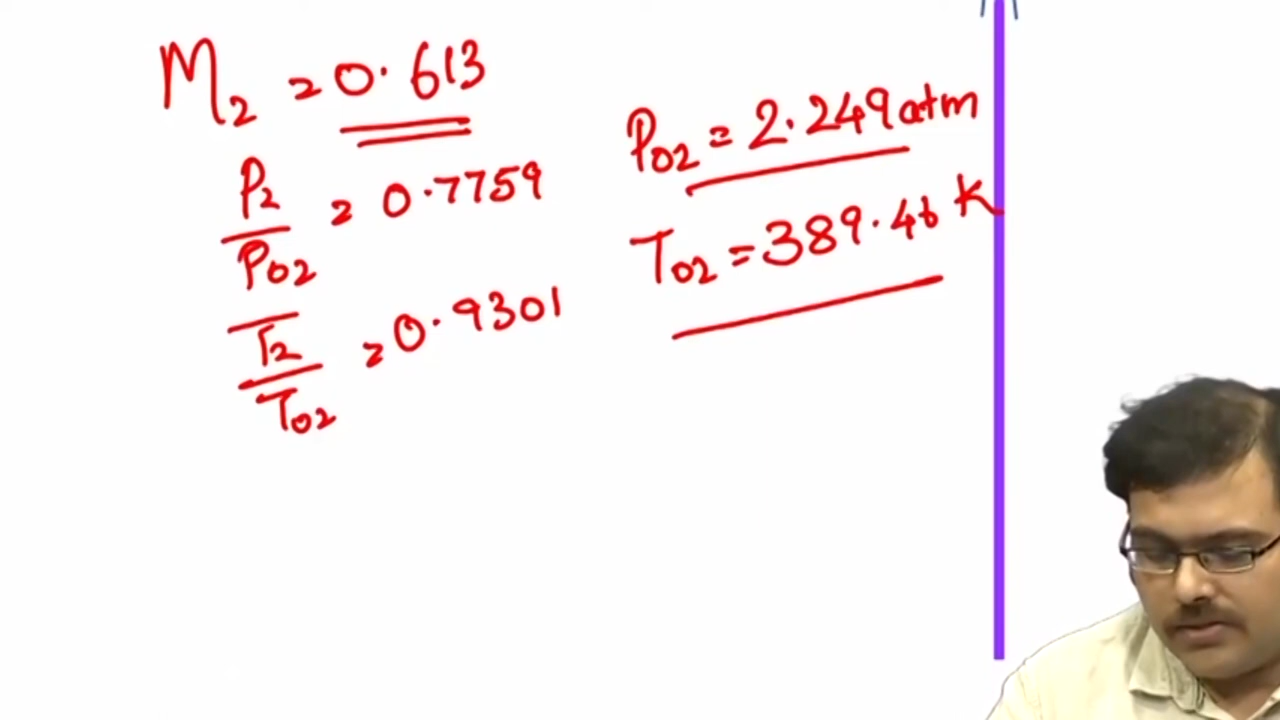 M₂ = 0.613
P₂/P₀₂ = 0.7759
T₂/T₀₂ = 0.9301
P₀₂ = 2.249 atm
T₀₂ = 389.46 K